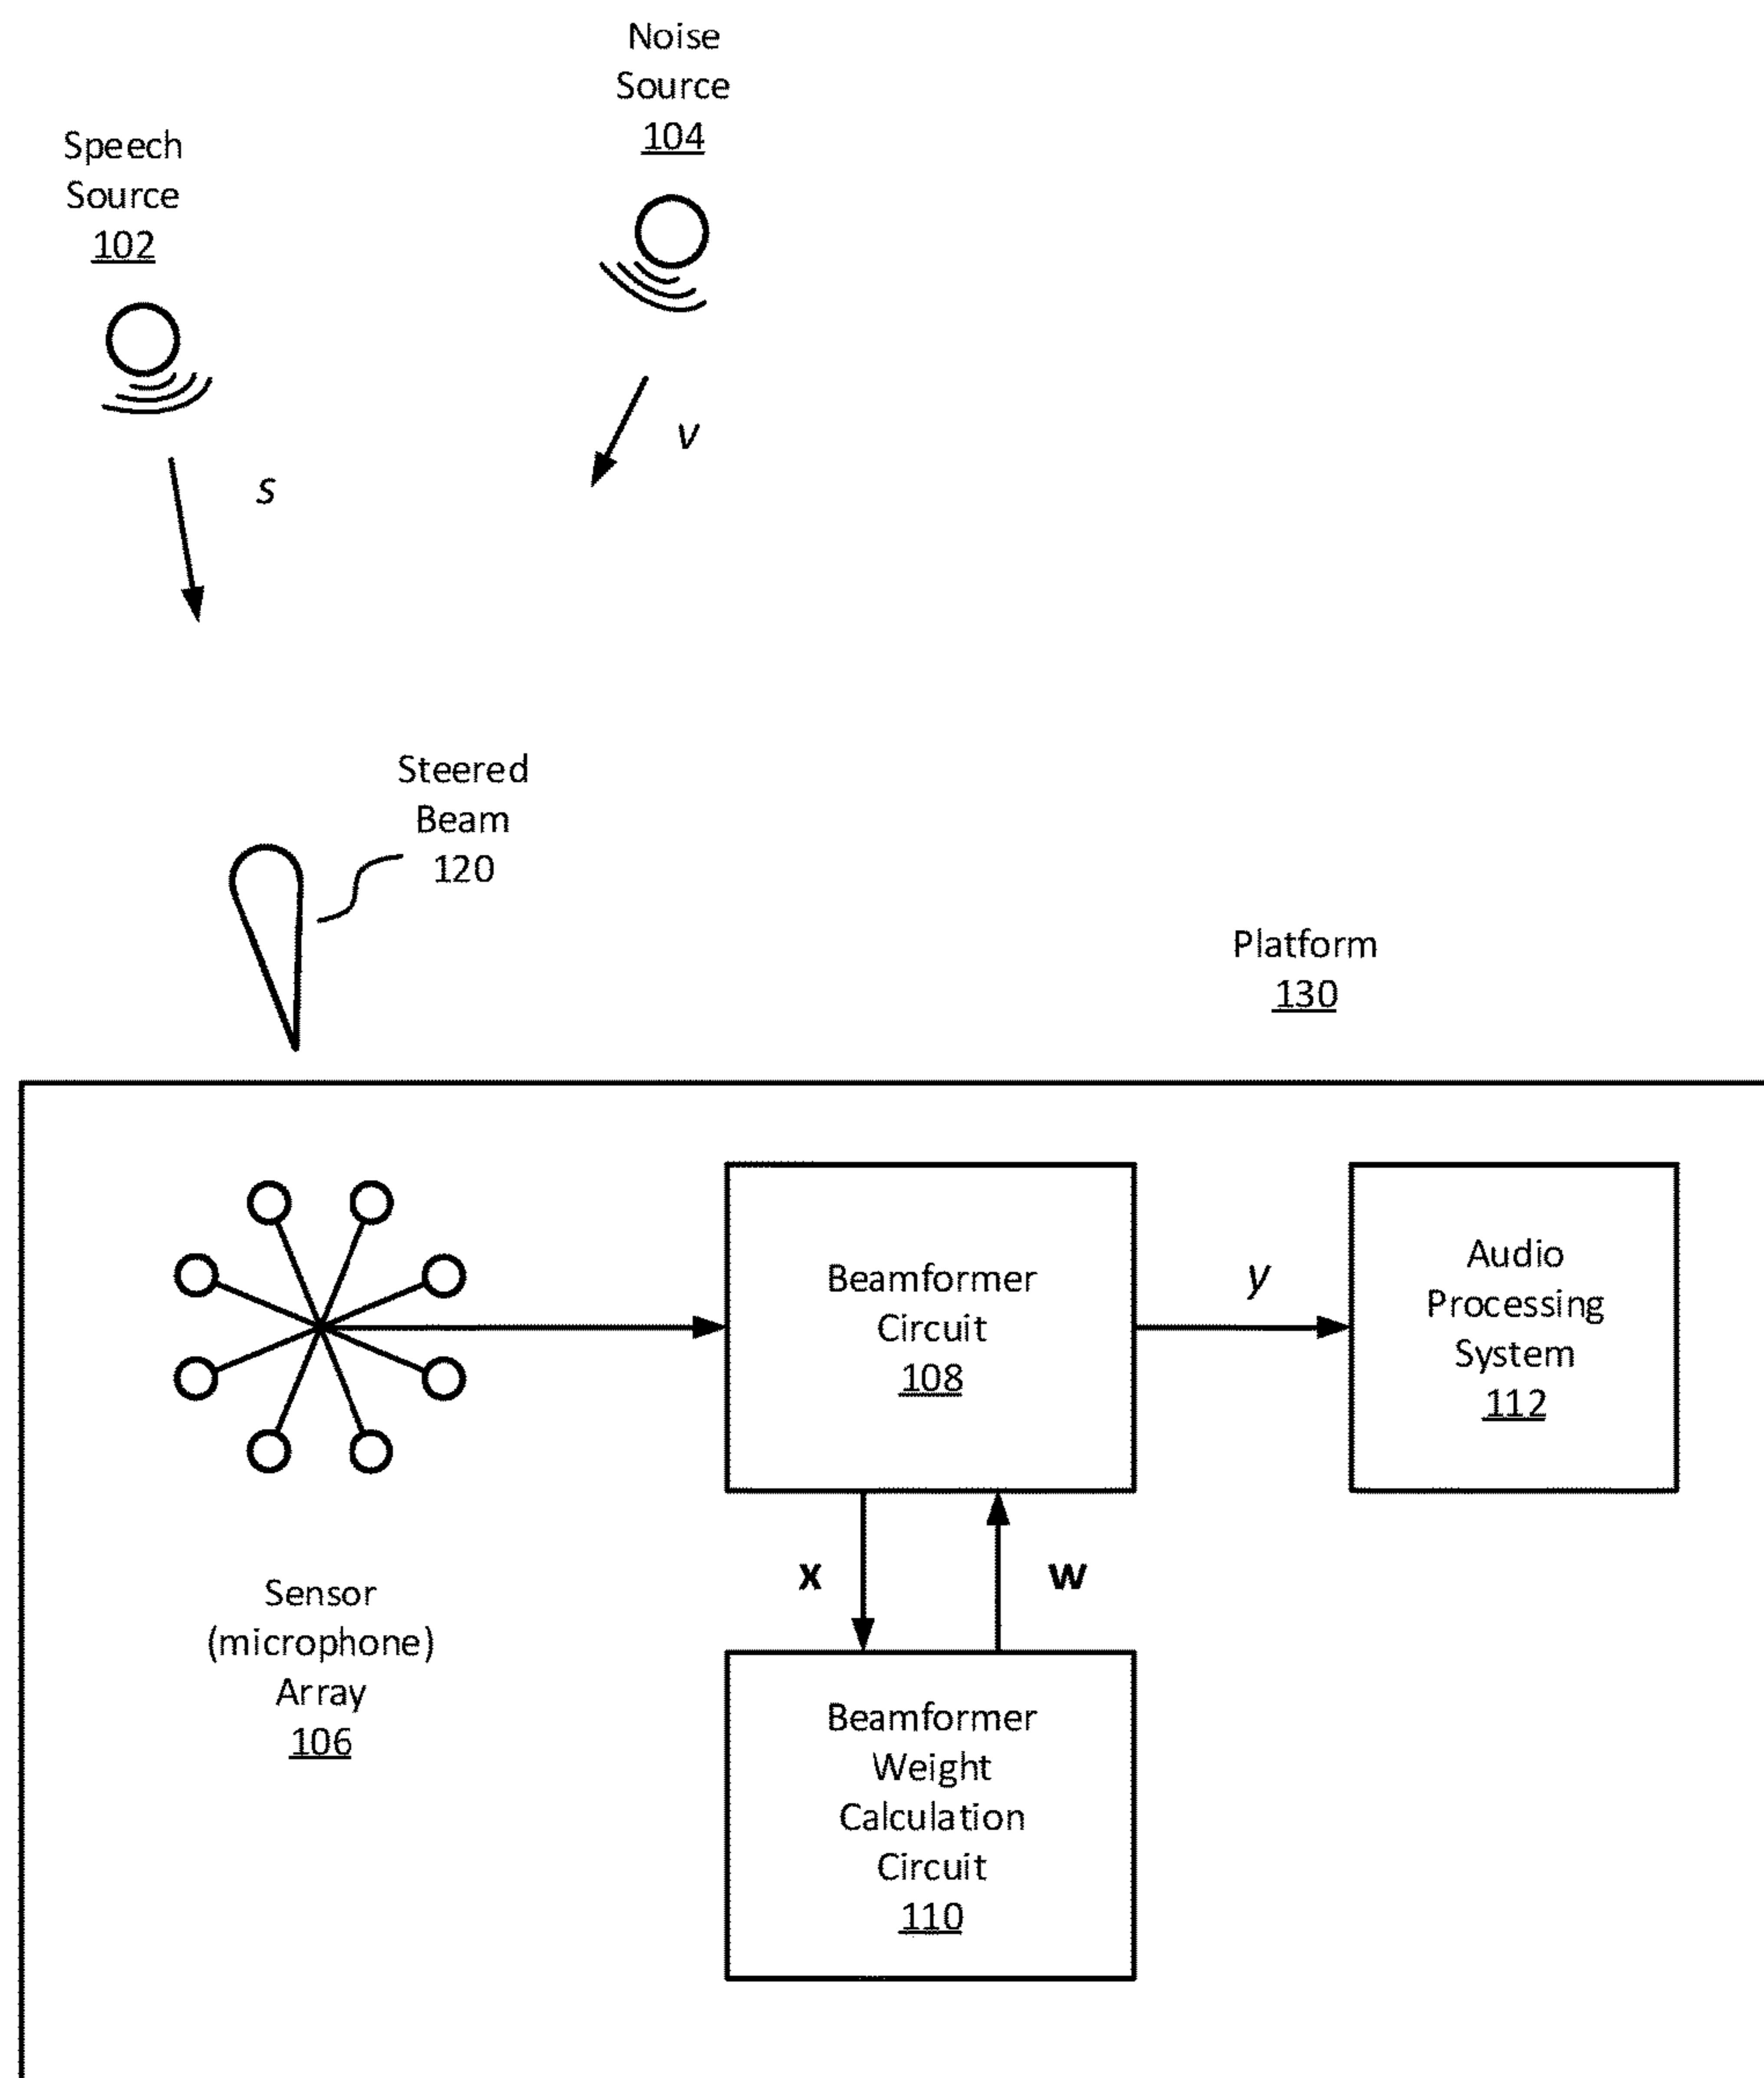 Noise
Source
104
Speech
Source
102
v
s
Steered
Beam
120
Platform
130
Beamformer
Circuit
108
y
Audio
Processing
System
112
x
w
Sensor
(microphone)
Array
106
Beamformer
Weight
Calculation
Circuit
110